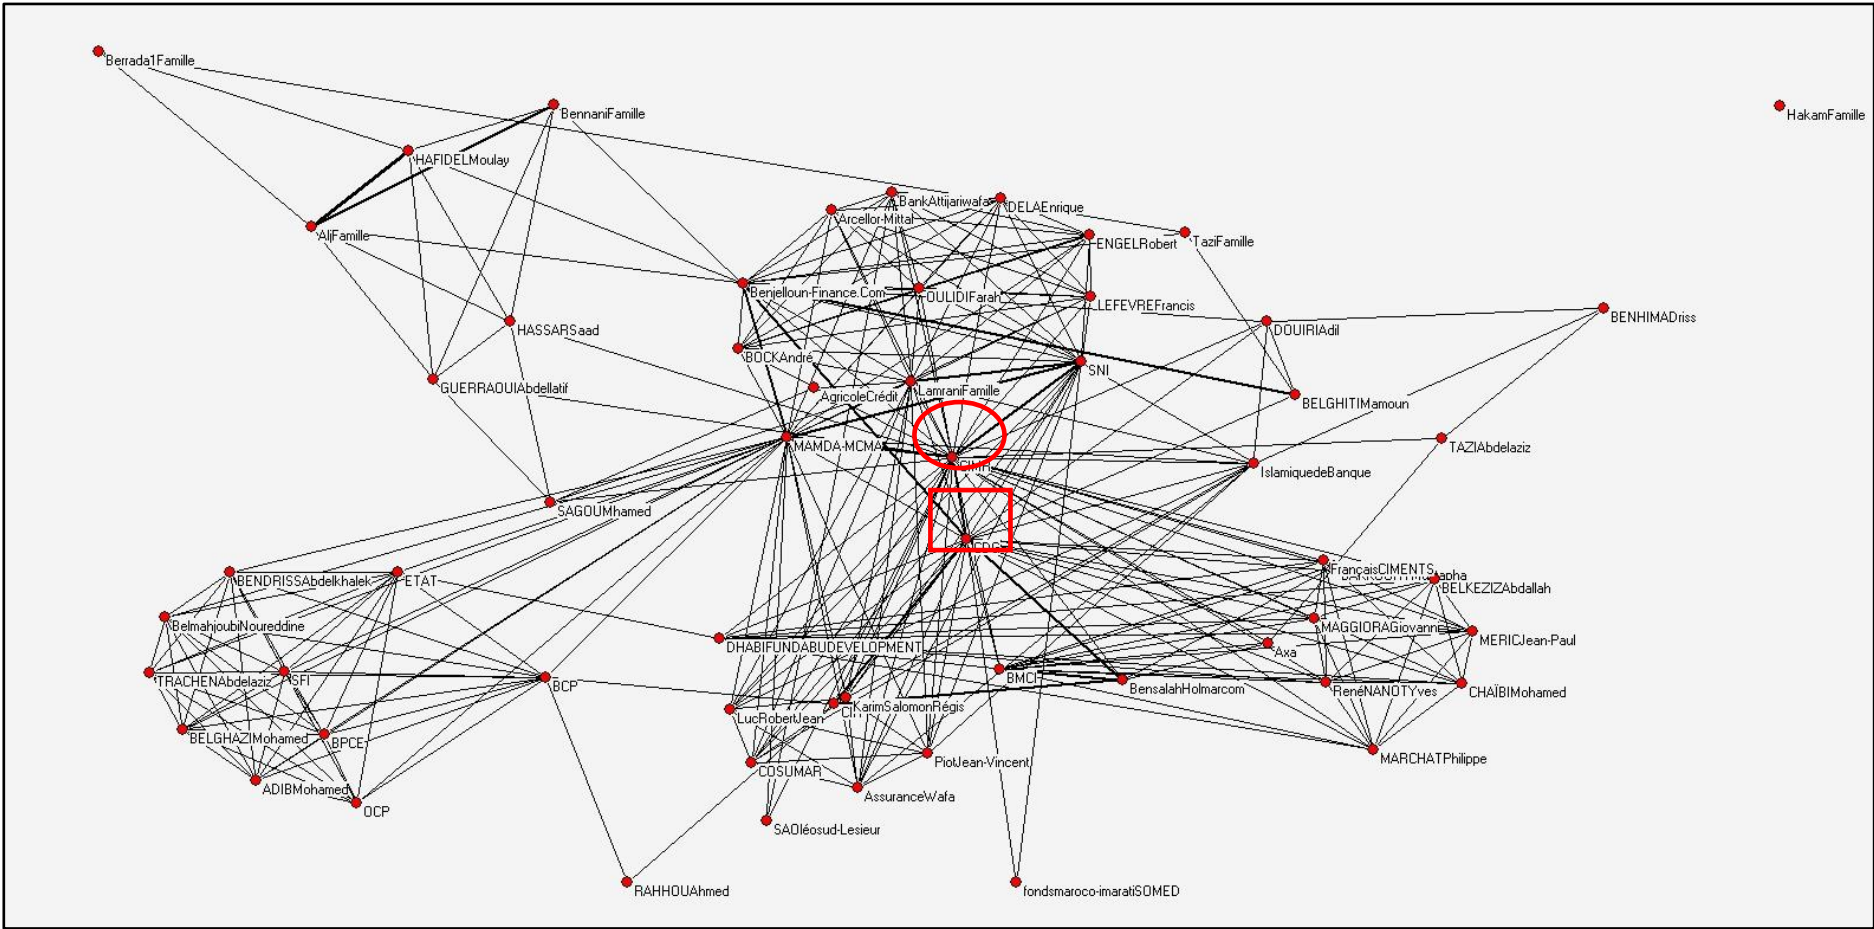 Berrada1Famille
BennaniFamille
HakamFamille
HAFIDELMoulay
BankAttijariwafa
DELAEnrique
Arcellor-Mittal
AljFamille
ENGELRobert
TaziFamille
Benjelloun-Finance.Com
OULIDIFarah
LEFEVREFrancis
BENHIMADriss
HASSARSaad
DOUIRIAdil
BOCKAndré
SNI
GUERRAOUIAbdellatif
AgricoleCrédit
LamraniFamille
BELGHITIMamoun
MAMDA-MCMA
TAZIAbdelaziz
IslamiquedeBanque
SAGOUMhamed
FrançaisCIMENTS
BENDRISSAbdelkhalek
ETAT
BELKEZIZAbdallah
BelmahjoubiNoureddine
MAGGIORAGiovanni
DHABIFUNDABUDEVELOPMENT
MERICJean-Paul
Axa
TRACHENAbdelaziz
SFI
BCP
BMCI
BensalahHolmarcom
RenéNANOTYves
CHAÏBIMohamed
KarimSalomonRégis
LucRobertJean
BELGHAZIMohamed
BPCE
PiotJean-Vincent
MARCHATPhilippe
COSUMAR
ADIBMohamed
AssuranceWafa
OCP
SAOléosud-Lesieur
RAHHOUAhmed
fondsmaroco-imaratiSOMED